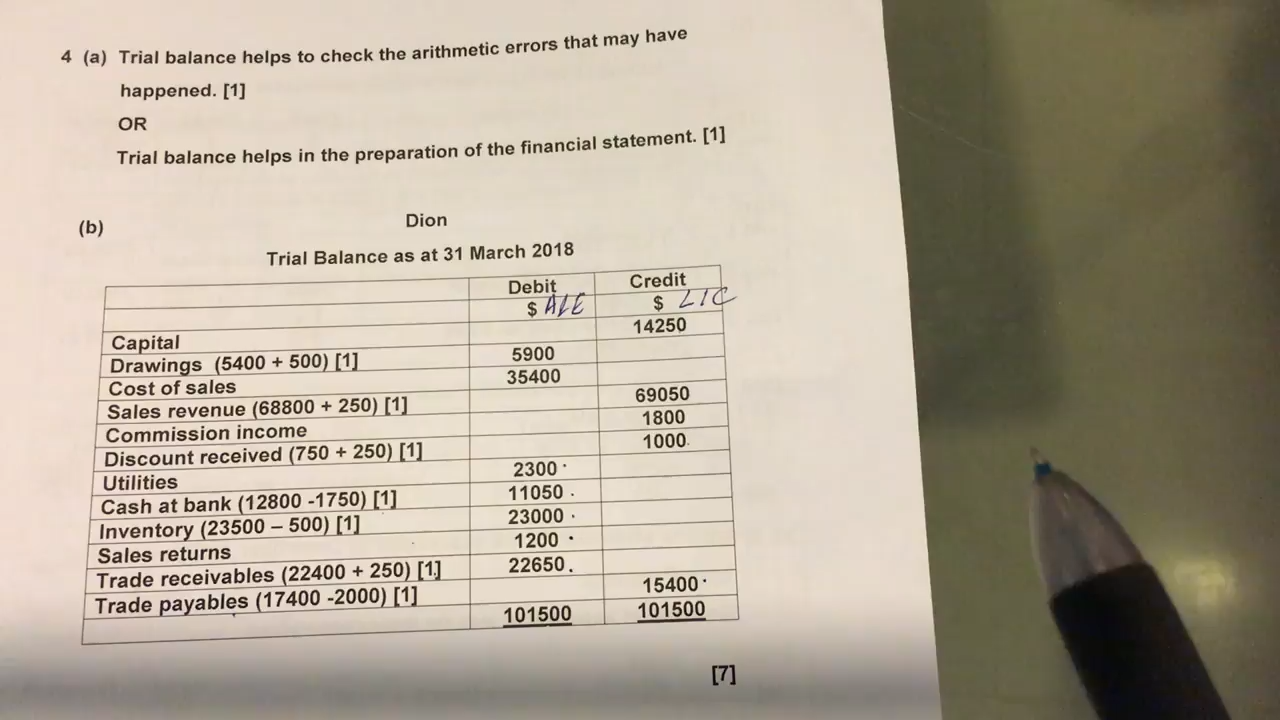 4 (a) Trial balance helps to check the arithmetic errors that may have
happened. [1]
OR
Trial balance helps in the preparation of the financial statement. [1]
(b)
Dion
Trial Balance as at 31 March 2018
Debit Credit
$ ALE $ LIC
Capital 14250
Drawings (5400 + 500) [1] 5900
Cost of sales 35400
Sales revenue (68800 + 250) [1] 69050
Commission income 1800
Discount received (750 + 250) [1] 1000
Utilities 2300
Cash at bank (12800 -1750) [1] 11050
Inventory (23500 – 500) [1] 23000
Sales returns 1200
Trade receivables (22400 + 250) [1] 22650
Trade payables (17400 -2000) [1] 15400
101500 101500
[7]